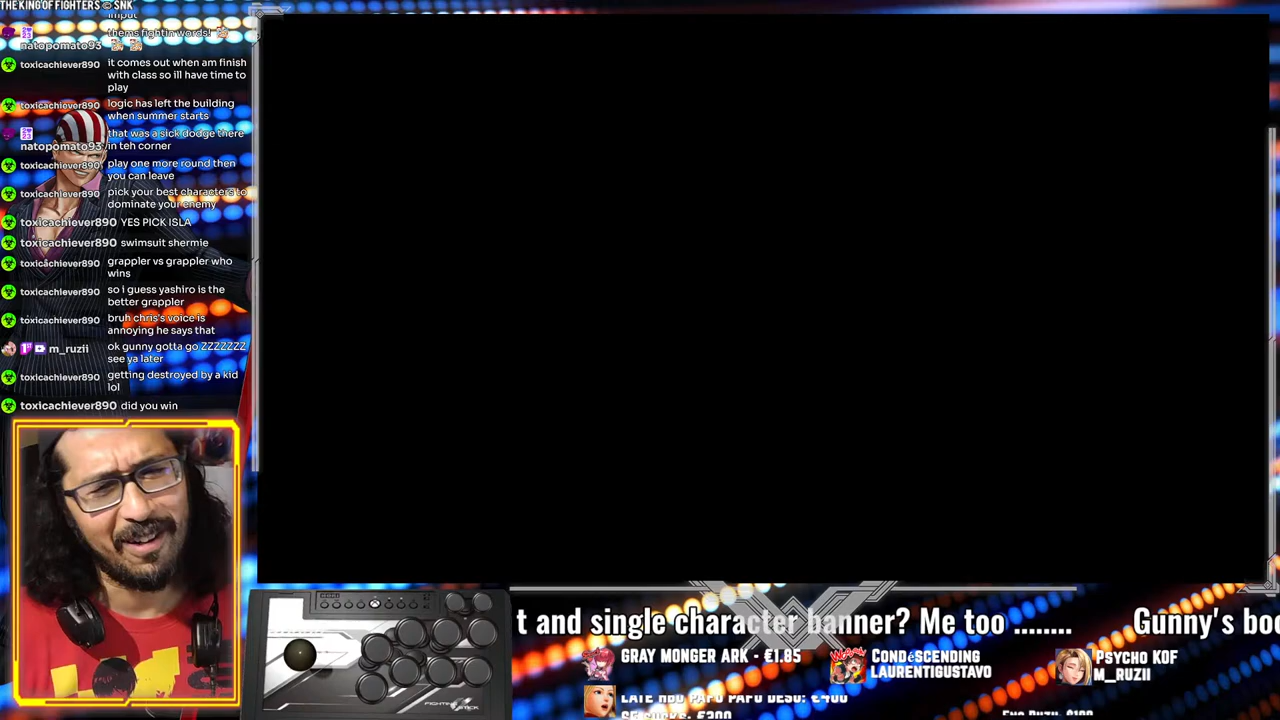 THE KING OF FIGHTERS © SNK
input
thems fightin words!
natopomato93
toxicachiever890 it comes out when am finish
with class so ill have time to
play
toxicachiever890 logic has left the building
when summer starts
that was a sick dodge there
natopomato93 in teh corner
toxicachiever890 play one more round then
you can leave
toxicachiever890 pick your best characters to
dominate your enemy
toxicachiever890 YES PICK ISLA
toxicachiever890 swimsuit shermie
toxicachiever890 grappler vs grappler who
wins
toxicachiever890 so i guess yashiro is the
better grappler
toxicachiever890 bruh chris's voice is
annoying he says that
m_ruzii ok gunny gotta go ZZZZZZZ
see ya later
toxicachiever890 getting destroyed by a kid
lol
toxicachiever890 did you win
t and single character banner? Me too ........ Gunny's boo
GRAY MONGER ARK - €1.85
CONDéSCENDING
LAURENTIGUSTAVO
PSYCHO KOF
M_RUZII
FIGHTING STICK